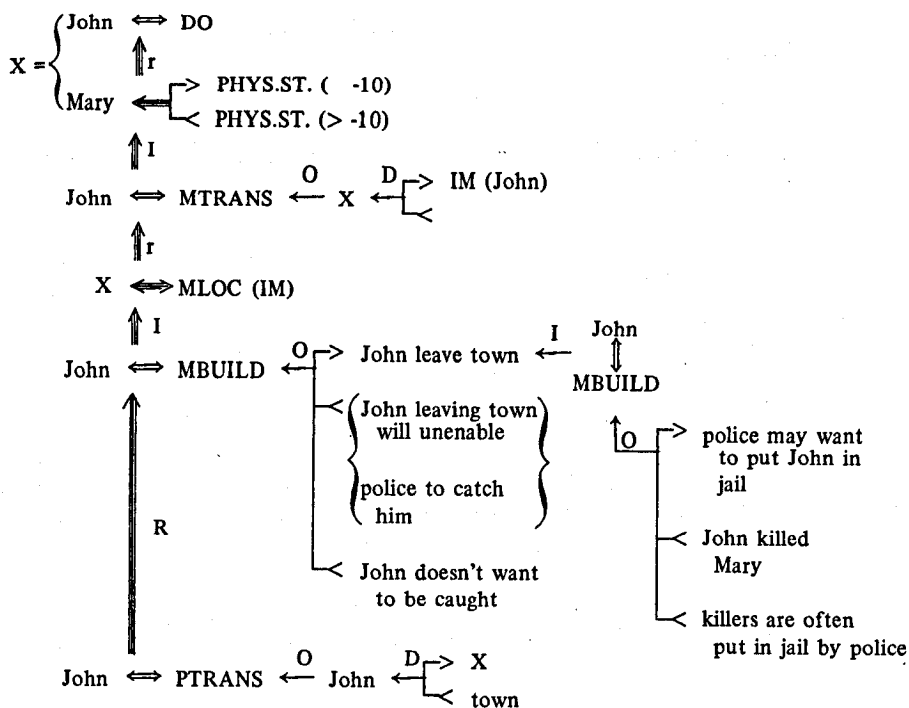 John DO
r
X =
Mary
PHYS.ST. ( -10)
PHYS.ST. (> -10)
I
John MTRANS O X D IM (John)
r
X MLOC (IM)
I
John MBUILD O John leave town I John
MBUILD
John leaving town
will unenable
police to catch
him
John doesn't want
to be caught
O
police may want
to put John in
jail
John killed
Mary
killers are often
put in jail by police
R
John PTRANS O John D X
town